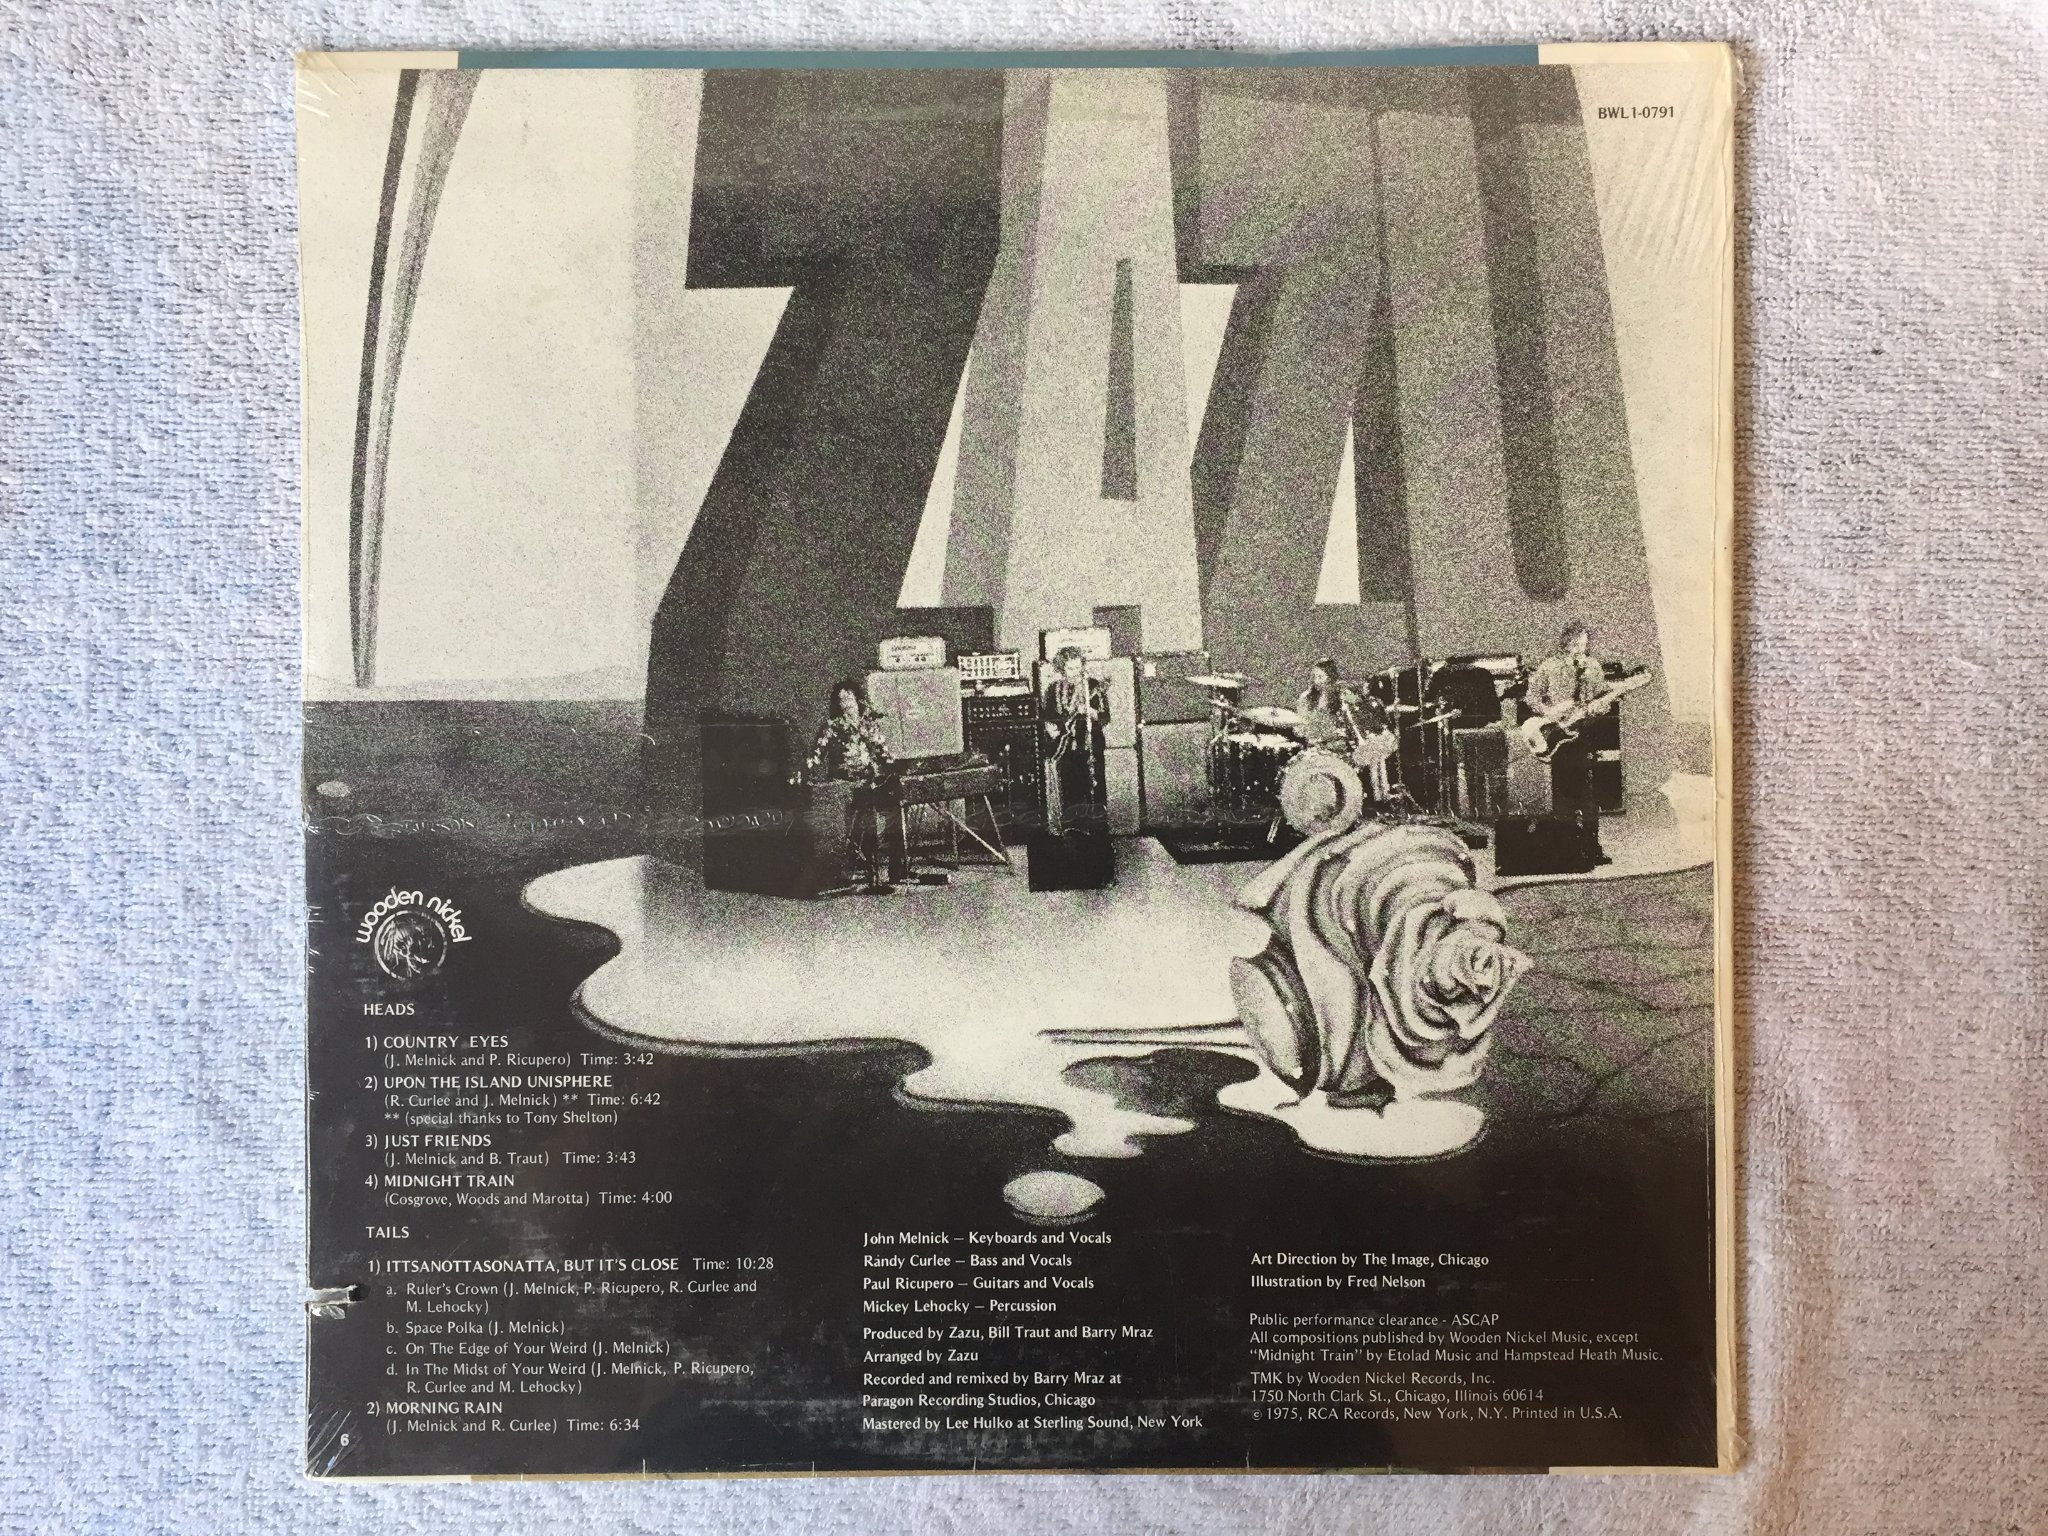 BWL1-0791
ZAZU
wooden nickel
HEADS
1) COUNTRY EYES
(J. Melnick and P. Ricupero) Time: 3:42
2) UPON THE ISLAND UNISPHERE
(R. Curlee and J. Melnick) ** Time: 6:42
** (special thanks to Tony Shelton)
3) JUST FRIENDS
(J. Melnick and B. Traut) Time: 3:43
4) MIDNIGHT TRAIN
(Cosgrove, Woods and Marotta) Time: 4:00
TAILS
1) ITTSANOTTASONATTA, BUT IT'S CLOSE Time: 10:28
a. Ruler's Crown (J. Melnick, P. Ricupero, R. Curlee and
M. Lehocky)
b. Space Polka (J. Melnick)
c. On The Edge of Your Weird (J. Melnick)
d. In The Midst of Your Weird (J. Melnick, P. Ricupero,
R. Curlee and M. Lehocky)
2) MORNING RAIN
(J. Melnick and R. Curlee) Time: 6:34
6
John Melnick – Keyboards and Vocals
Randy Curlee – Bass and Vocals
Paul Ricupero – Guitars and Vocals
Mickey Lehocky – Percussion
Produced by Zazu, Bill Traut and Barry Mraz
Arranged by Zazu
Recorded and remixed by Barry Mraz at
Paragon Recording Studios, Chicago
Mastered by Lee Hulko at Sterling Sound, New York
Art Direction by The Image, Chicago
Illustration by Fred Nelson
Public performance clearance - ASCAP
All compositions published by Wooden Nickel Music, except
"Midnight Train" by Etolad Music and Hampstead Heath Music.
TMK by Wooden Nickel Records, Inc.
1750 North Clark St., Chicago, Illinois 60614
© 1975, RCA Records, New York, N.Y. Printed in U.S.A.